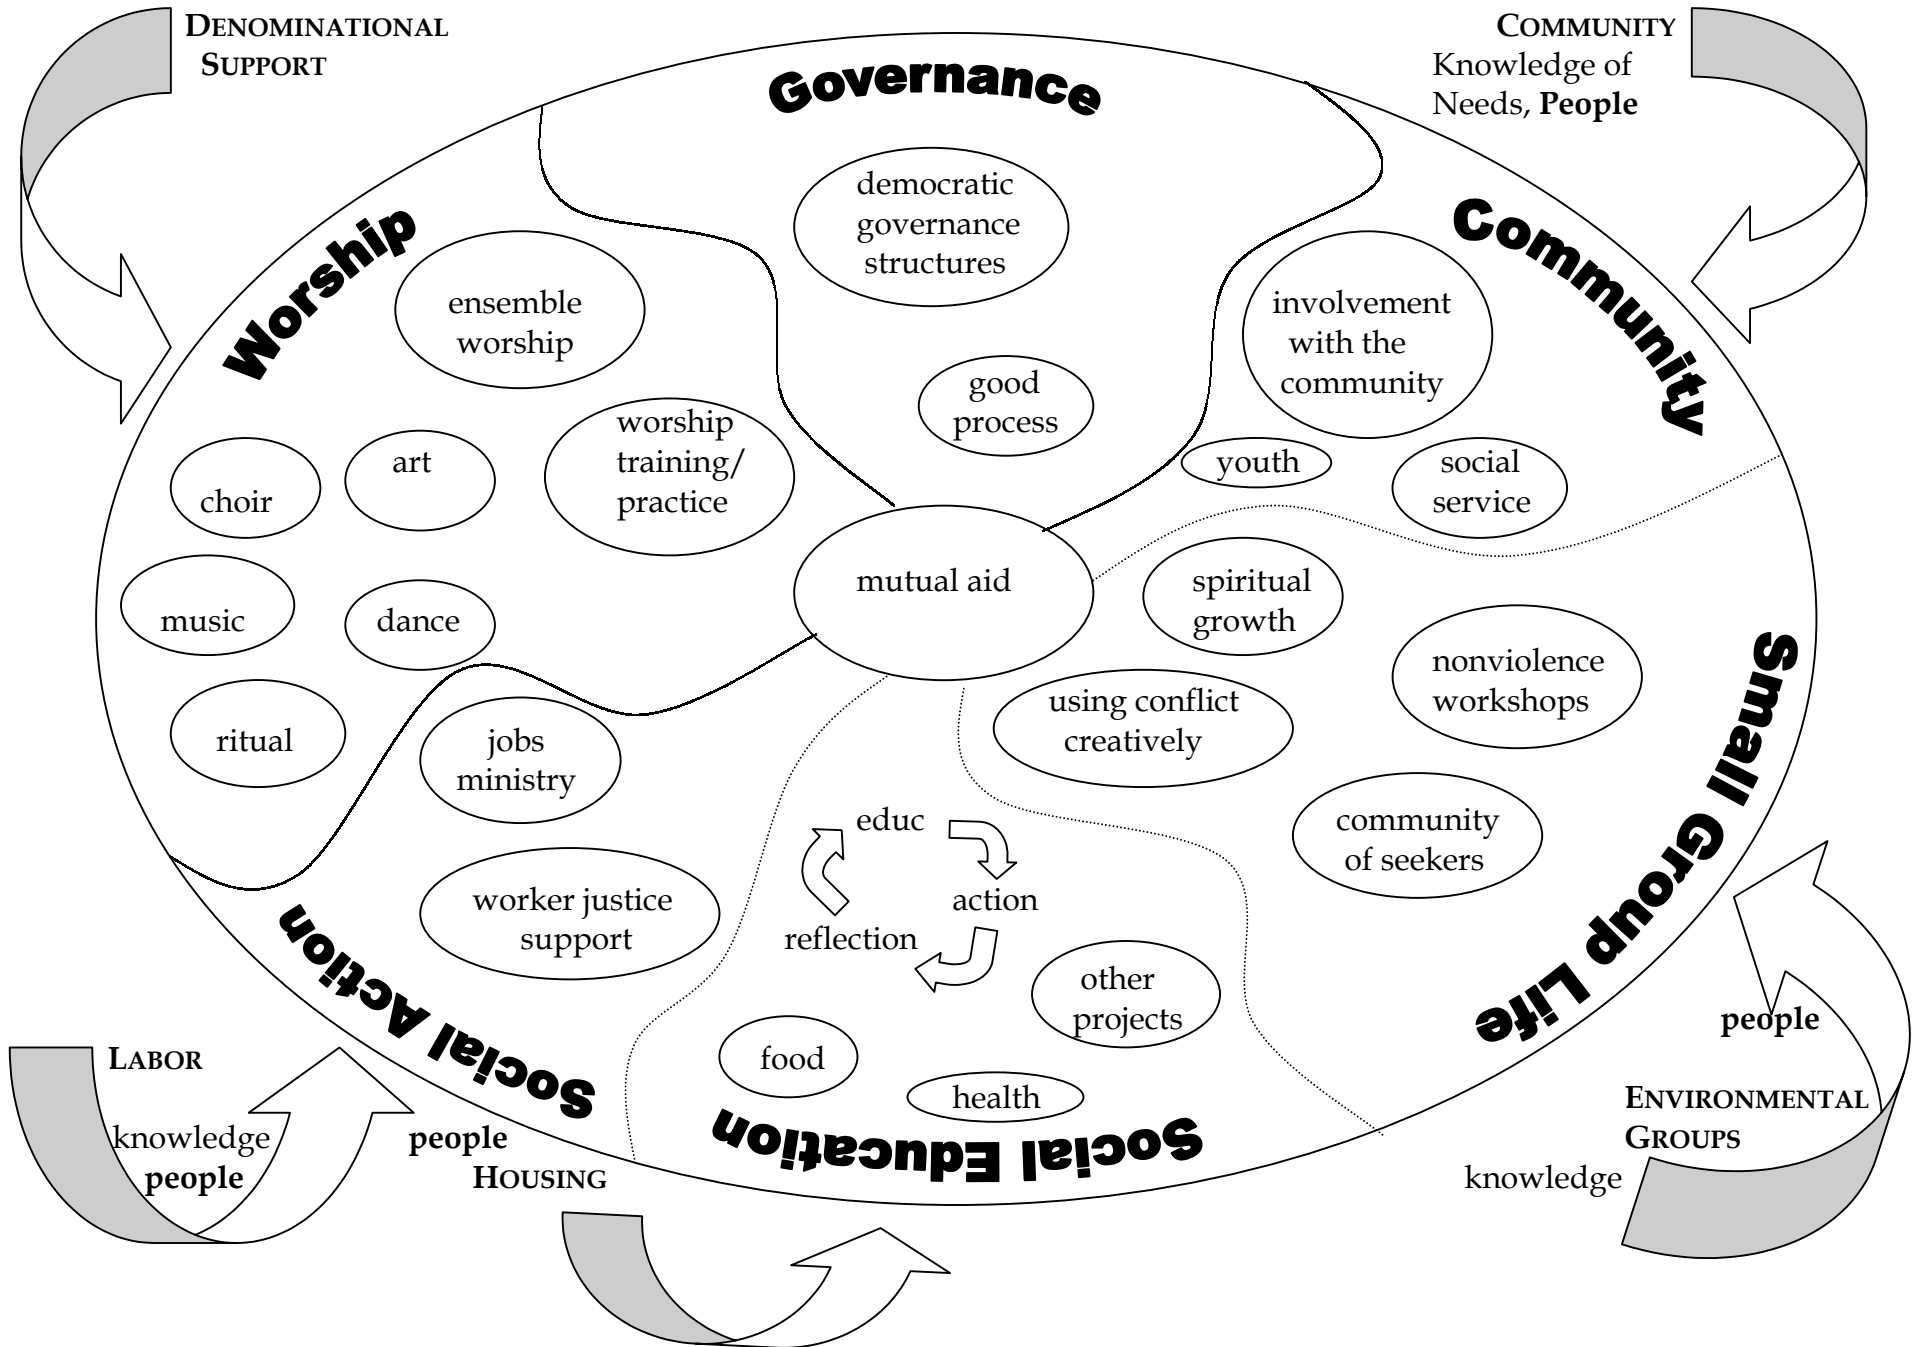 DENOMINATIONAL
SUPPORT
COMMUNITY
Knowledge of
Needs, People
Governance
democratic
governance
structures
good
process
Worship
ensemble
worship
worship
training/
practice
choir
art
music
dance
ritual
Community
involvement
with the
community
youth
social
service
mutual aid
Small Group Life
spiritual
growth
nonviolence
workshops
using conflict
creatively
community
of seekers
Social Action
jobs
ministry
worker justice
support
Social Education
educ
action
reflection
other
projects
food
health
LABOR
knowledge
people
people
HOUSING
people
ENVIRONMENTAL
GROUPS
knowledge